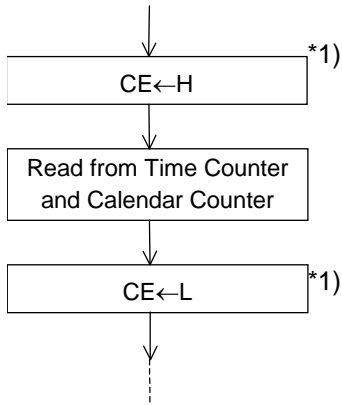 *1)
CE←H
Read from Time Counter
and Calendar Counter
*1)
CE←L